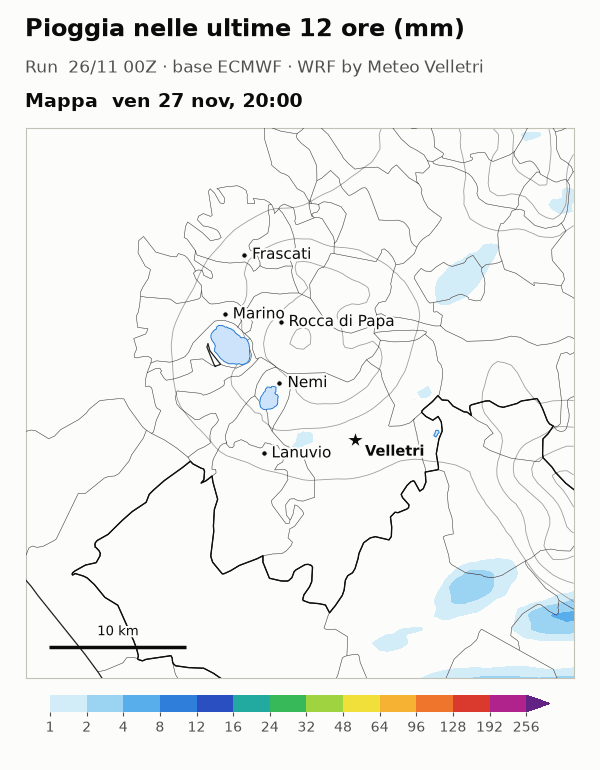 Pioggia nelle ultime 12 ore (mm)
Run  26/11 00Z · base ECMWF · WRF by Meteo Velletri
Mappa  ven 27 nov, 20:00
Frascati
Marino
Rocca di Papa
Nemi
Velletri
Lanuvio
10 km
1 2 4 8 12 16 24 32 48 64 96 128 192 256